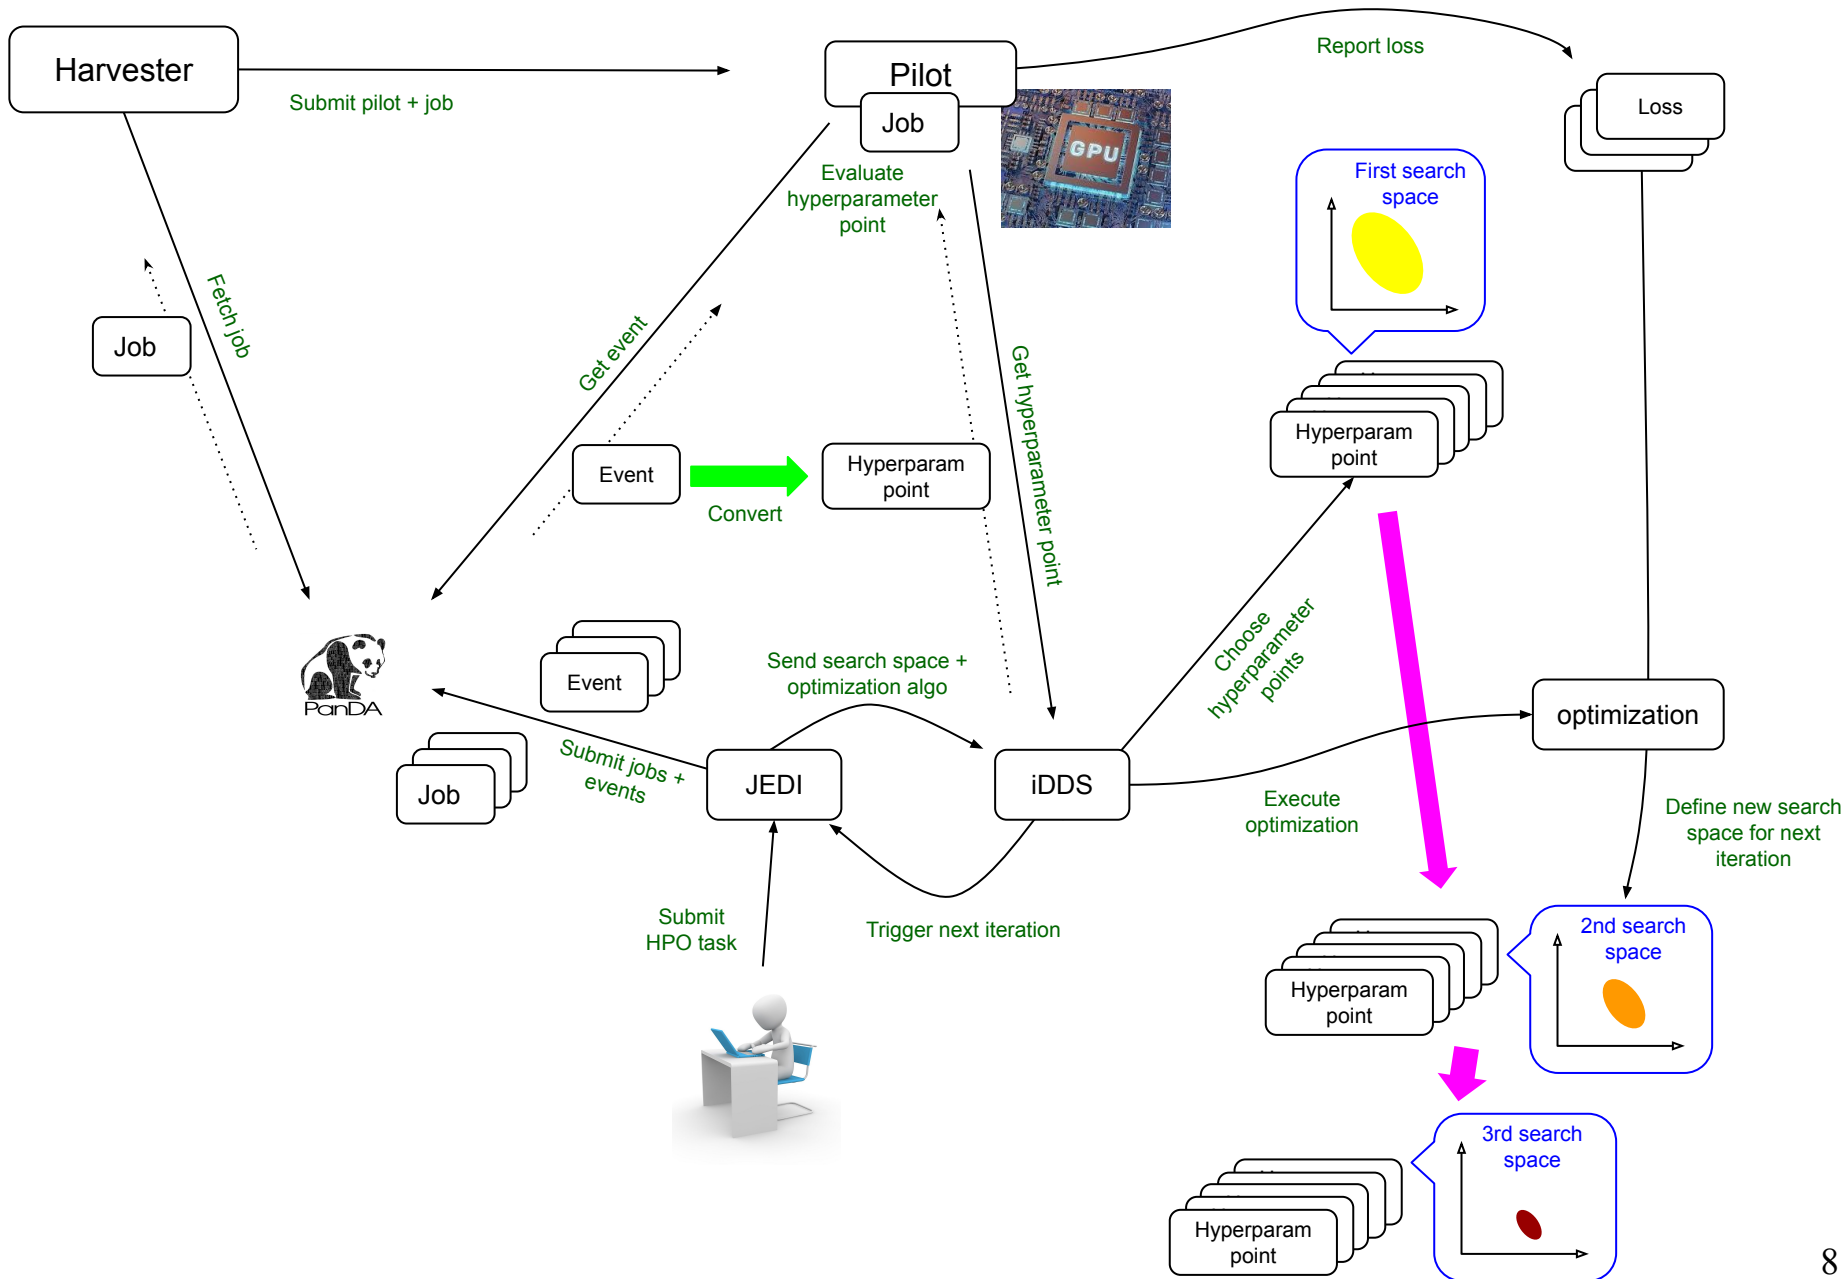 Harvester
Submit pilot + job
Pilot
Job
Report loss
Loss
GPU
Evaluate
hyperparameter
point
First search
space
Fetch job
Job
Get event
Get hyperparameter point
Event
Convert
Hyperparam
point
Hyperparam
point
PanDA
Event
Submit jobs +
events
Job
Send search space +
optimization algo
JEDI
iDDS
Choose
hyperparameter
points
optimization
Execute
optimization
Define new search
space for next
iteration
Submit
HPO task
Trigger next iteration
2nd search
space
Hyperparam
point
3rd search
space
Hyperparam
point
8